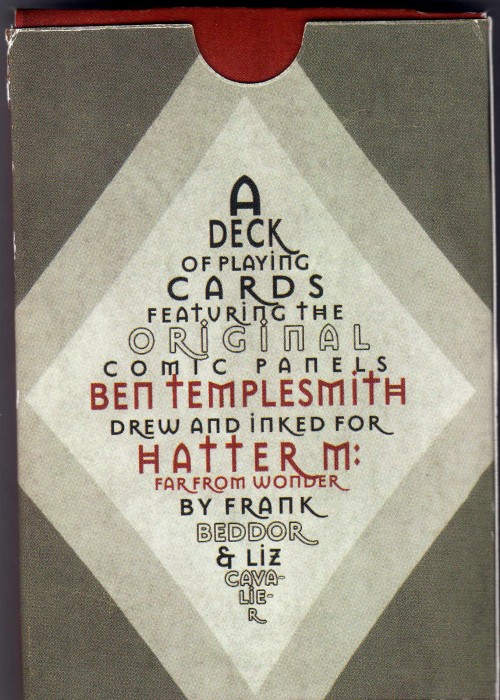 A
DECK
OF PLAYING
CARDS
FEATURING THE
ORIGINAL
COMIC PANELS
BEN TEMPLESMITH
DREW AND INKED FOR
HATTER M:
FAR FROM WONDER
BY FRANK
BEDDOR
& LIZ
CAVA-
LIE-
R